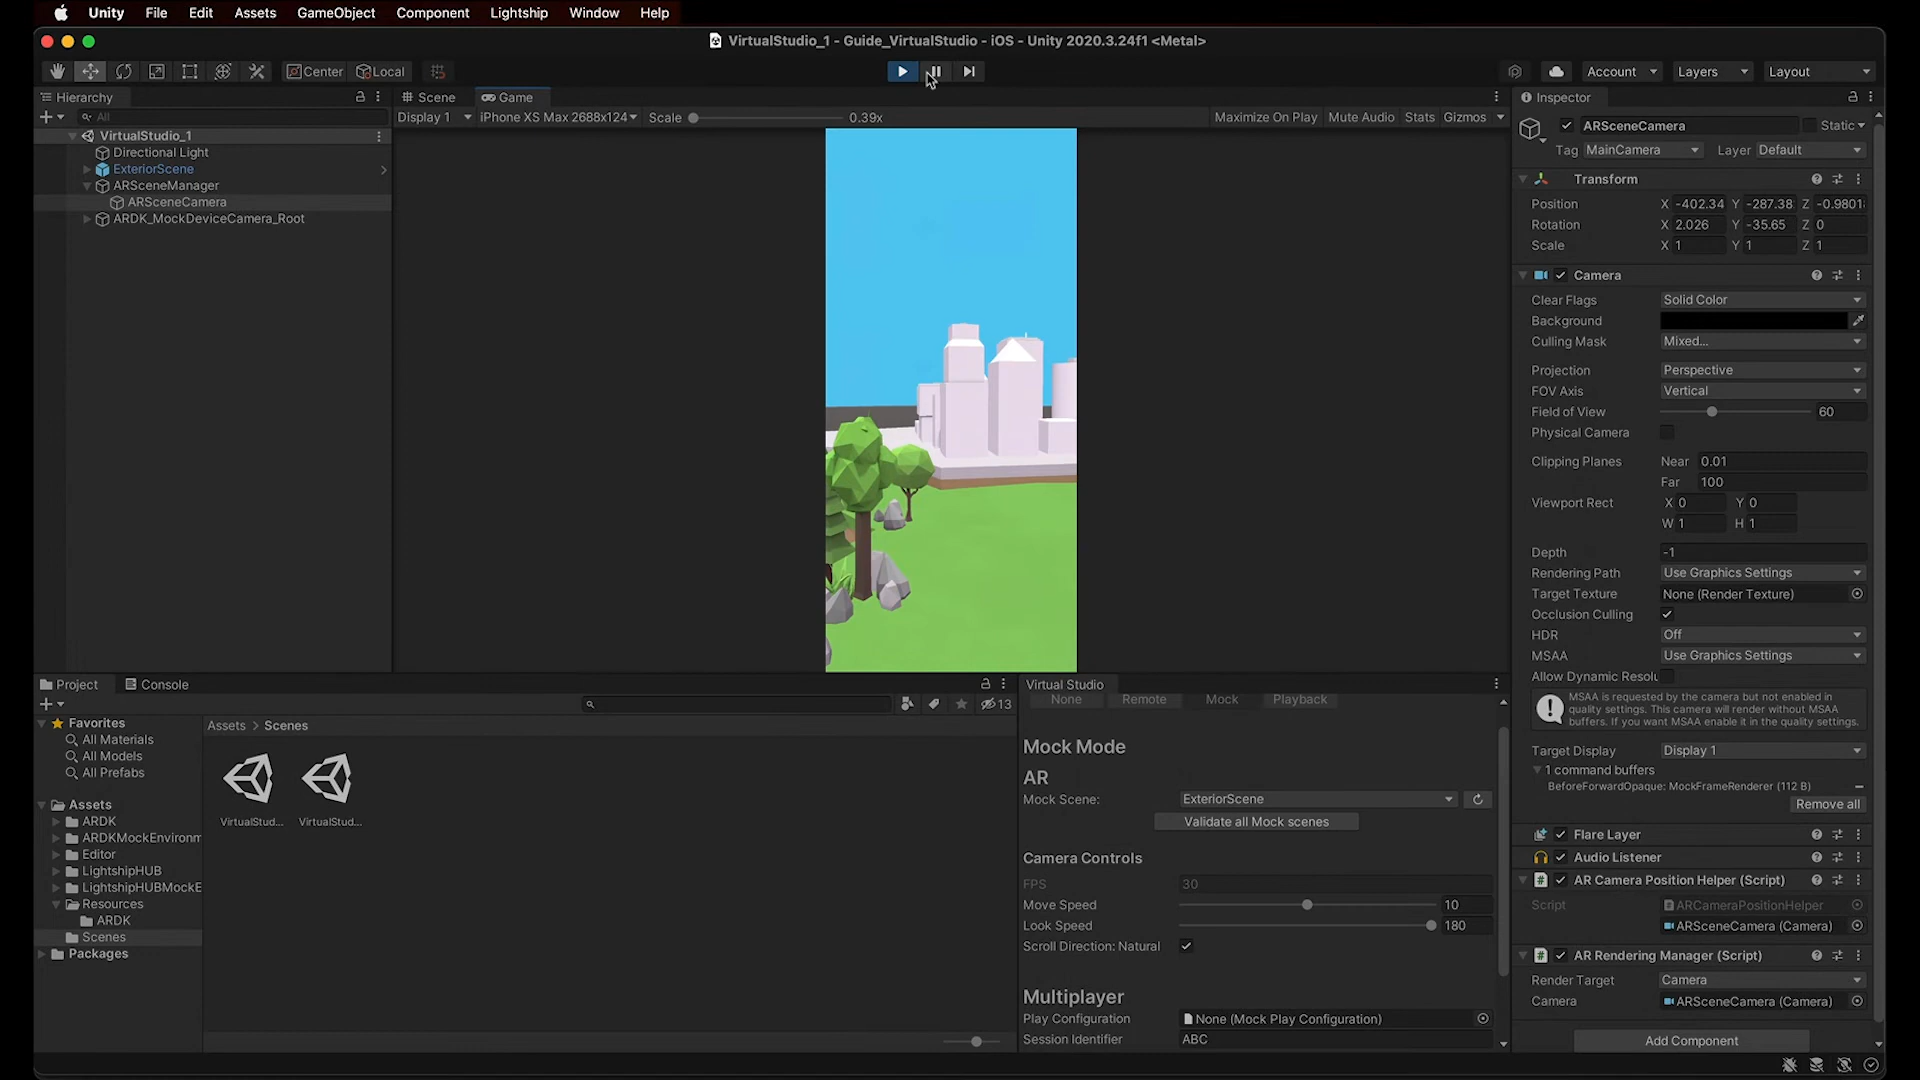 Unity File Edit Assets GameObject Component Lightship Window Help
VirtualStudio_1 - Guide_VirtualStudio - iOS - Unity 2020.3.24f1 <Metal>
Center Local Account Layers Layout
Hierarchy
All
VirtualStudio_1
Directional Light
ExteriorScene
ARSceneManager
ARSceneCamera
ARDK_MockDeviceCamera_Root
Scene Game
Display 1 iPhone XS Max 2688x124 Scale 0.39x Maximize On Play Mute Audio Stats Gizmos
Inspector
ARSceneCamera Static
Tag MainCamera Layer Default
Transform
Position X -402.34 Y -287.38 Z -0.9801
Rotation X 2.026 Y -35.65 Z 0
Scale X 1 Y 1 Z 1
Camera
Clear Flags Solid Color
Background
Culling Mask Mixed...
Projection Perspective
FOV Axis Vertical
Field of View 60
Physical Camera
Clipping Planes Near 0.01
Far 100
Viewport Rect X 0 Y 0
W 1 H 1
Depth -1
Rendering Path Use Graphics Settings
Target Texture None (Render Texture)
Occlusion Culling
HDR Off
MSAA Use Graphics Settings
Allow Dynamic Resolu
MSAA is requested by the camera but not enabled in
quality settings. This camera will render without MSAA
buffers. If you want MSAA enable it in the quality settings.
Target Display Display 1
1 command buffers
BeforeForwardOpaque: MockFrameRenderer (112 B)
Remove all
Flare Layer
Audio Listener
AR Camera Position Helper (Script)
Script ARCameraPositionHelper
ARSceneCamera (Camera)
AR Rendering Manager (Script)
Render Target Camera
Camera ARSceneCamera (Camera)
Add Component
Project Console
13
Favorites
All Materials
All Models
All Prefabs
Assets
ARDK
ARDKMockEnvironm
Editor
LightshipHUB
LightshipHUBMockE
Resources
ARDK
Scenes
Packages
Assets > Scenes
VirtualStud... VirtualStud...
Virtual Studio
None Remote Mock Playback
Mock Mode
AR
Mock Scene: ExteriorScene
Validate all Mock scenes
Camera Controls
FPS 30
Move Speed 10
Look Speed 180
Scroll Direction: Natural
Multiplayer
Play Configuration None (Mock Play Configuration)
Session Identifier ABC